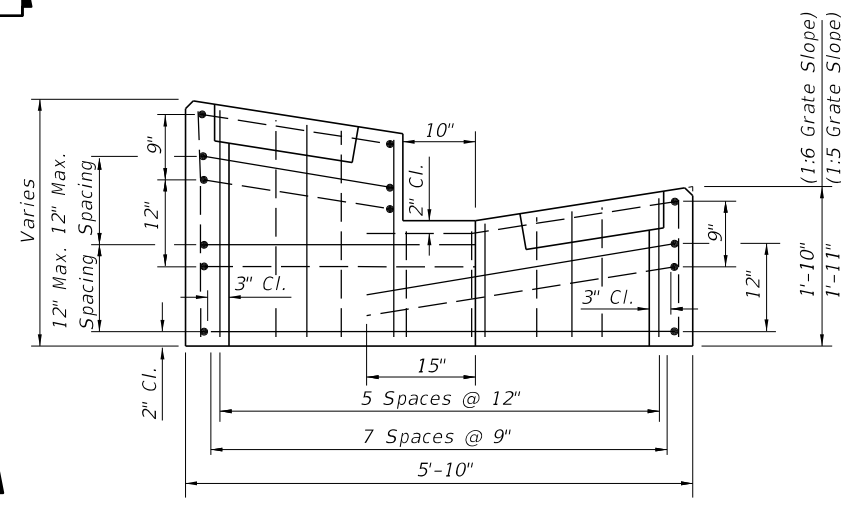 (1:6 Grate Slope)
(1:5 Grate Slope)
10"
9"
12" Max.
Spacing
2" Cl.
Varies
12"
9"
12" Max.
Spacing
3" Cl.
3" Cl.
12"
1'-10"
1'-11"
2" Cl.
15"
5 Spaces @ 12"
7 Spaces @ 9"
5'-10"